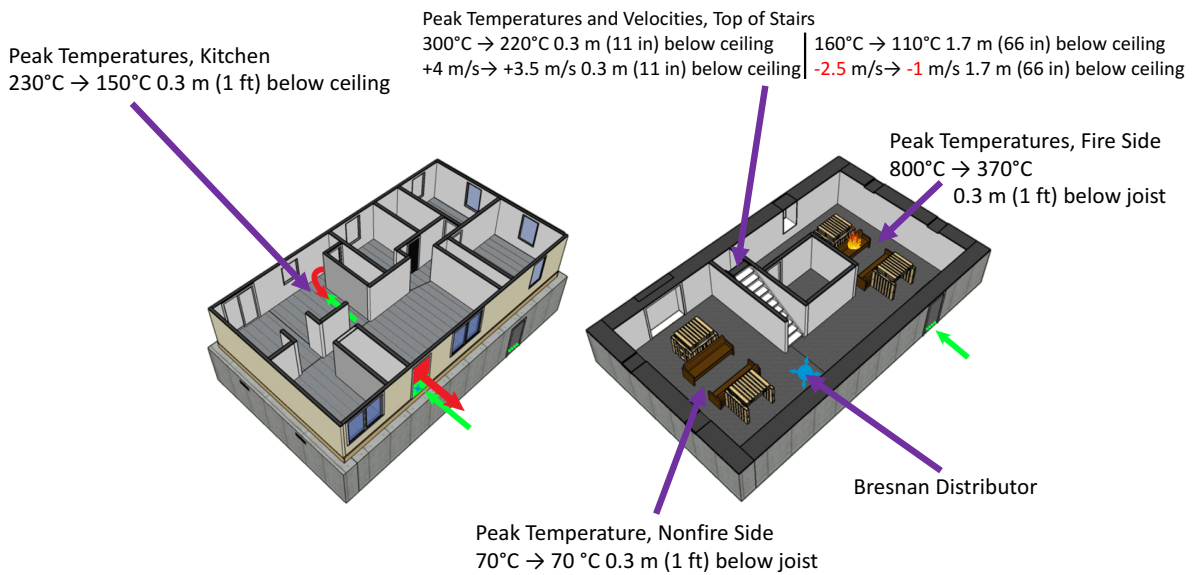 Peak Temperatures and Velocities, Top of Stairs
300°C → 220°C 0.3 m (11 in) below ceiling
+4 m/s→ +3.5 m/s 0.3 m (11 in) below ceiling
160°C → 110°C 1.7 m (66 in) below ceiling
-2.5 m/s→ -1 m/s 1.7 m (66 in) below ceiling
Peak Temperatures, Kitchen
230°C → 150°C 0.3 m (1 ft) below ceiling
Peak Temperatures, Fire Side
800°C → 370°C
0.3 m (1 ft) below joist
Bresnan Distributor
Peak Temperature, Nonfire Side
70°C → 70 °C 0.3 m (1 ft) below joist